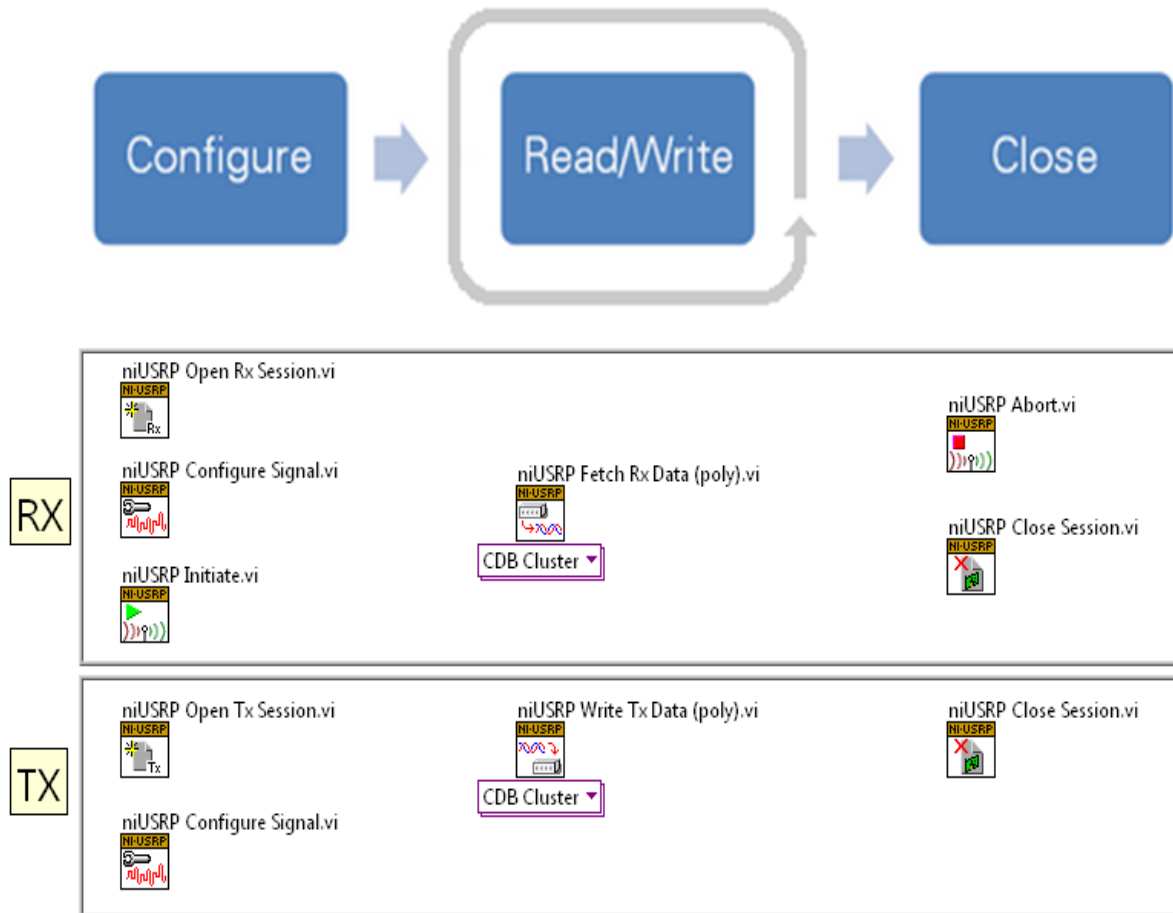 Configure
Read/Write
Close
RX
niUSRP Open Rx Session.vi
NI-USRP
Rx
niUSRP Configure Signal.vi
NI-USRP
niUSRP Initiate.vi
NI-USRP
niUSRP Fetch Rx Data (poly).vi
NI-USRP
CDB Cluster
niUSRP Abort.vi
NI-USRP
niUSRP Close Session.vi
NI-USRP
TX
niUSRP Open Tx Session.vi
NI-USRP
Tx
niUSRP Configure Signal.vi
NI-USRP
niUSRP Write Tx Data (poly).vi
NI-USRP
CDB Cluster
niUSRP Close Session.vi
NI-USRP